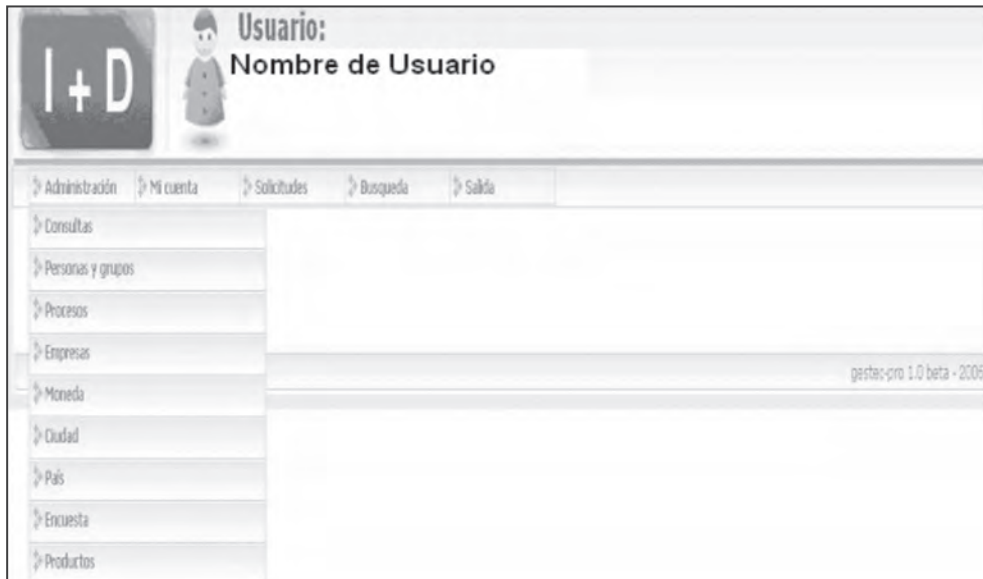 I + D
Usuario:
Nombre de Usuario
Administración Mi cuenta Solicitudes Busqueda Salida
Consultas
Personas y grupos
Procesos
Empresas
gestec-pro 1.0 beta - 2006
Moneda
Ciudad
País
Encuesta
Productos